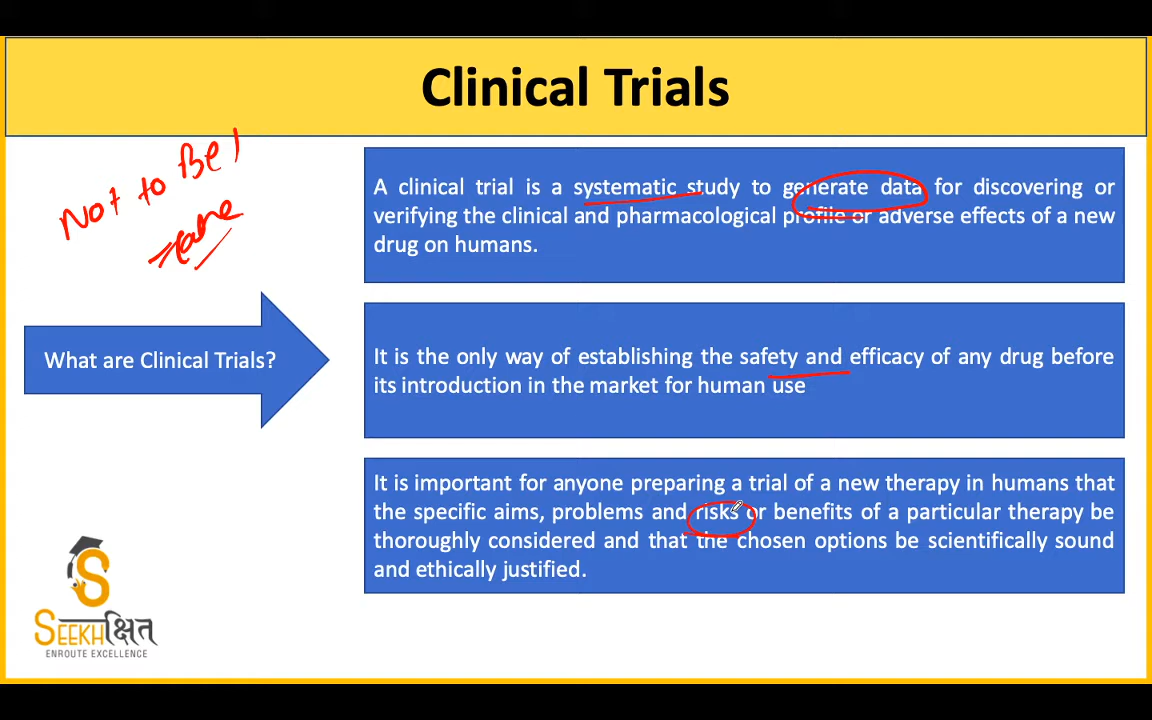 Clinical Trials
Not to Be
A clinical trial is a systematic study to generate data for discovering or
verifying the clinical and pharmacological profile or adverse effects of a new
drug on humans.
What are Clinical Trials?
It is the only way of establishing the safety and efficacy of any drug before
its introduction in the market for human use
It is important for anyone preparing a trial of a new therapy in humans that
the specific aims, problems and risks or benefits of a particular therapy be
thoroughly considered and that the chosen options be scientifically sound
and ethically justified.
SEEKHक्षित
ENROUTE EXCELLENCE